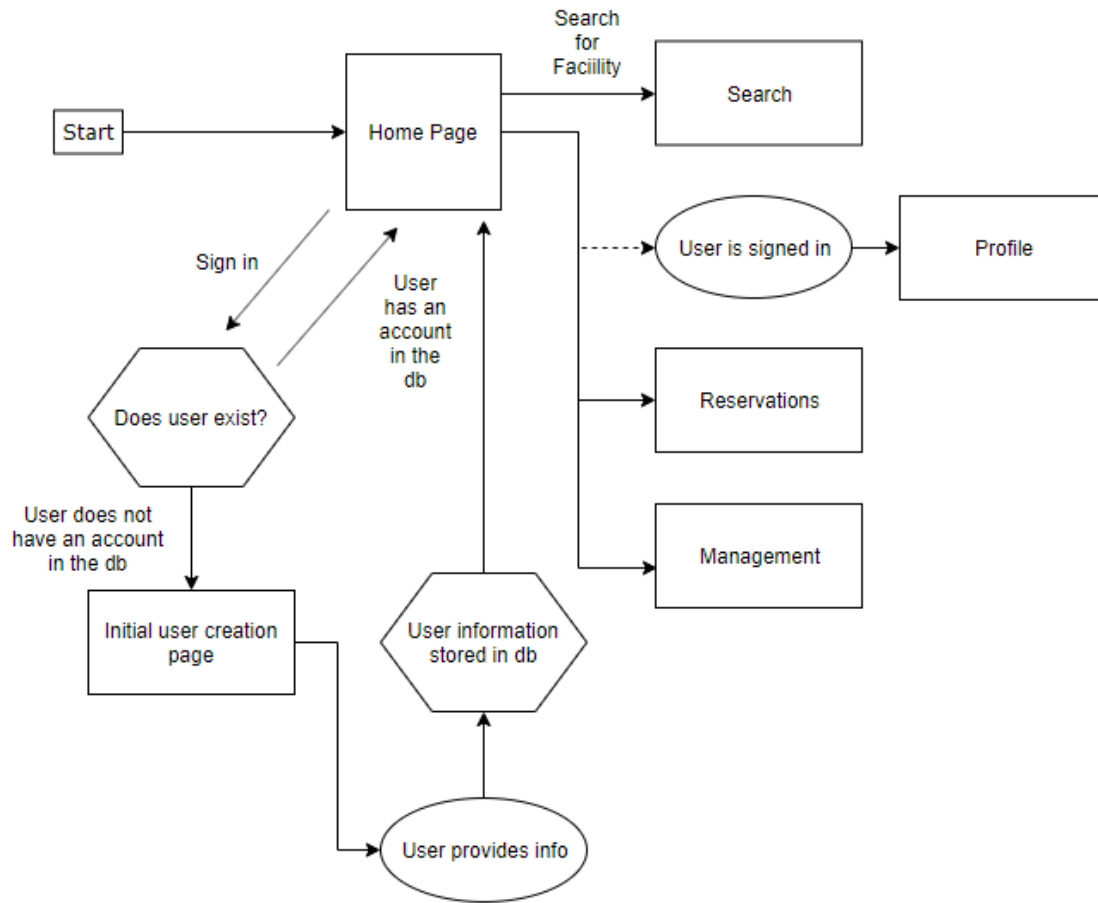 Search
for
Faciility
Search
Start
Home Page
Sign in
User
has an
account
in the
db
User is signed in
Profile
Does user exist?
Reservations
User does not
have an account
in the db
Management
Initial user creation
page
User information
stored in db
User provides info